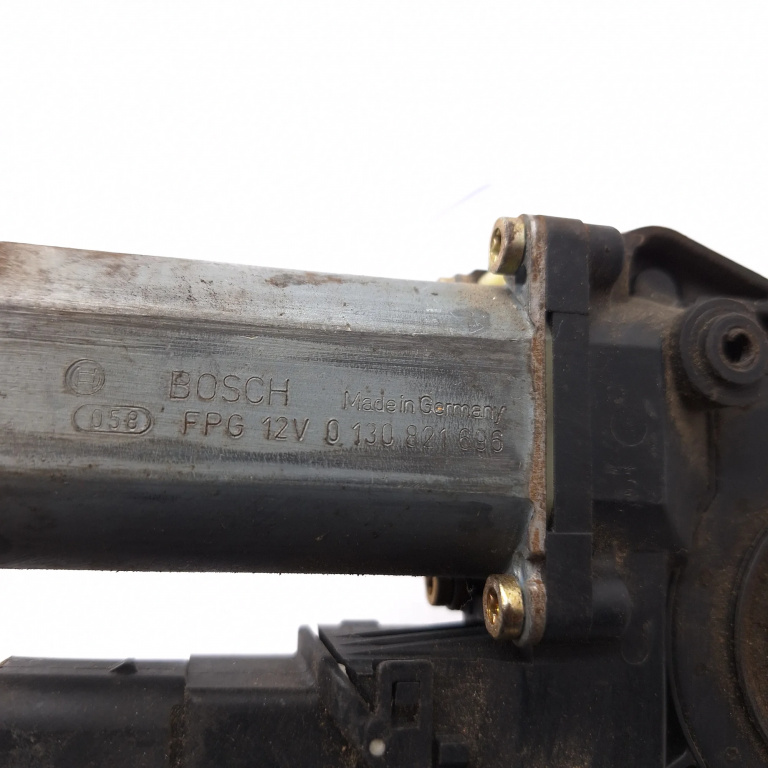 BOSCH Made in Germany
058 FPG 12V 0 130 821 696